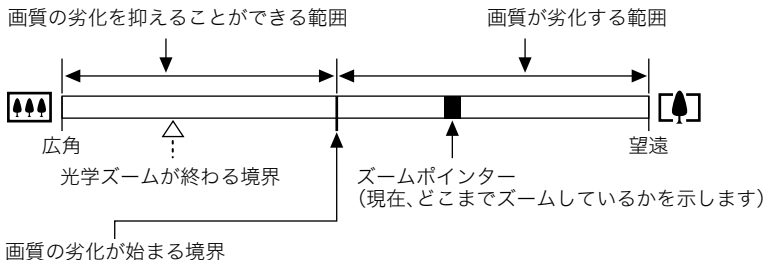 画質の劣化を抑えることができる範囲
画質が劣化する範囲
広角
望遠
光学ズームが終わる境界
ズームポインター
（現在、どこまでズームしているかを示します）
画質の劣化が始まる境界